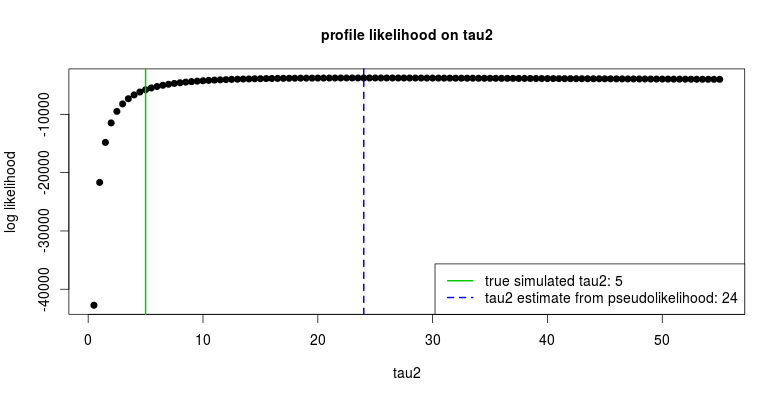 profile likelihood on tau2
log likelihood
-10000
-20000
-30000
-40000
true simulated tau2: 5
tau2 estimate from pseudolikelihood: 24
0 10 20 30 40 50
tau2